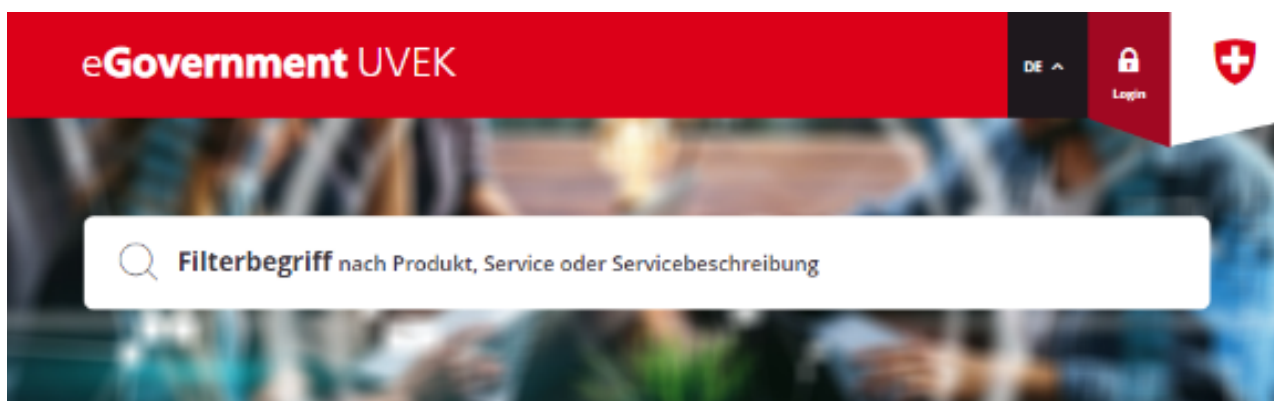 eGovernment UVEK
DE
Login
Filterbegriff nach Produkt, Service oder Servicebeschreibung